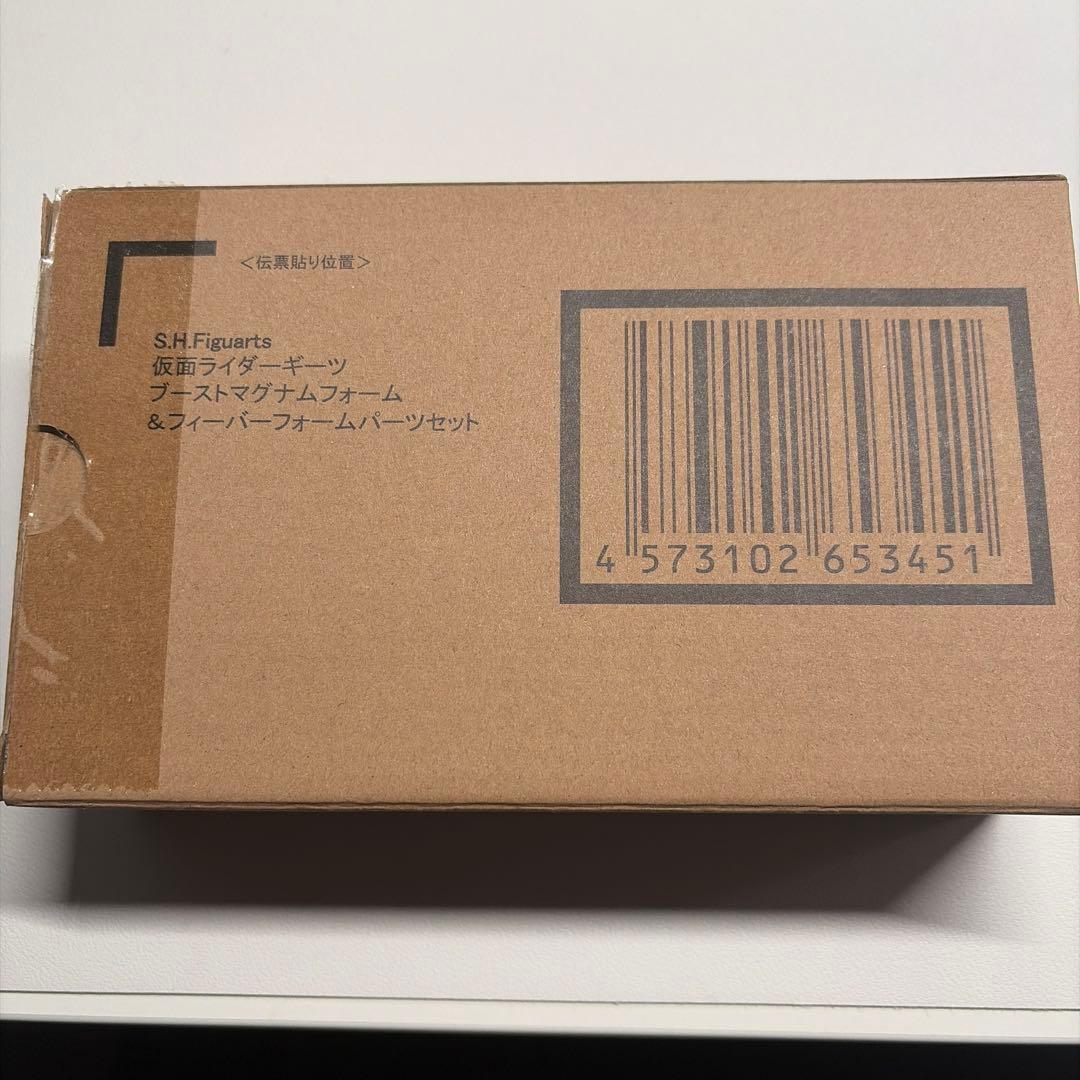 ＜伝票貼り位置＞
S.H.Figuarts
仮面ライダーギーツ
ブーストマグナムフォーム
＆フィーバーフォームパーツセット
4 573102 653451